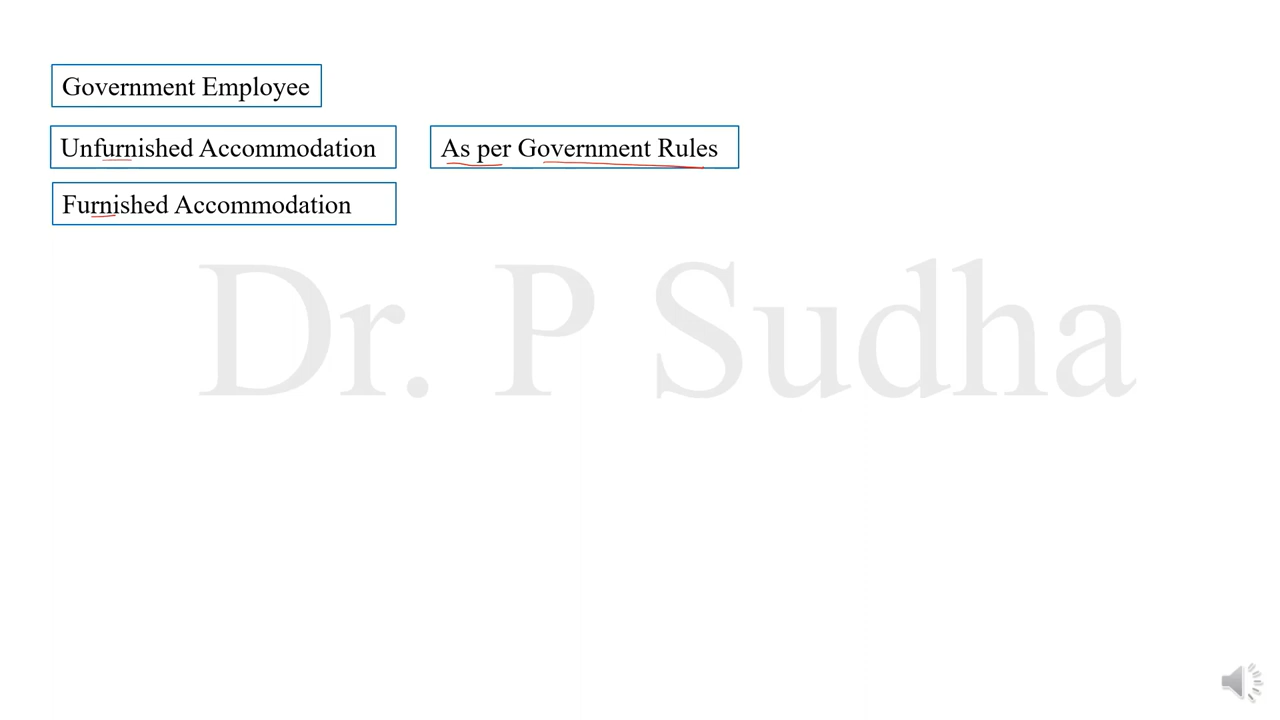 Government Employee
Unfurnished Accommodation
As per Government Rules
Furnished Accommodation
Dr. P Sudha